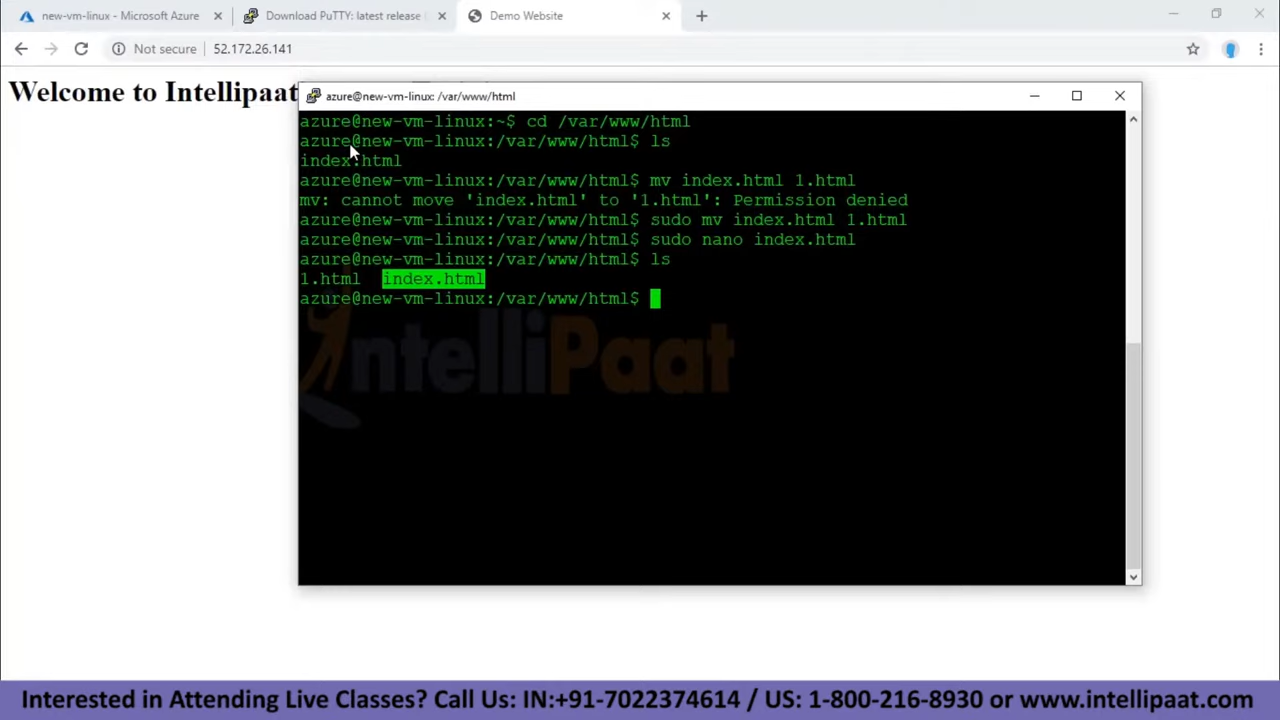 new-vm-linux - Microsoft Azure
Download PuTTY: latest release (
Demo Website
Not secure
52.172.26.141
Welcome to Intellipaat
azure@new-vm-linux: /var/www/html
azure@new-vm-linux:~$ cd /var/www/html
azure@new-vm-linux:/var/www/html$ ls
index.html
azure@new-vm-linux:/var/www/html$ mv index.html 1.html
mv: cannot move 'index.html' to '1.html': Permission denied
azure@new-vm-linux:/var/www/html$ sudo mv index.html 1.html
azure@new-vm-linux:/var/www/html$ sudo nano index.html
azure@new-vm-linux:/var/www/html$ ls
1.html index.html
azure@new-vm-linux:/var/www/html$
IntelliPaat
Interested in Attending Live Classes? Call Us: IN:+91-7022374614 / US: 1-800-216-8930 or www.intellipaat.com